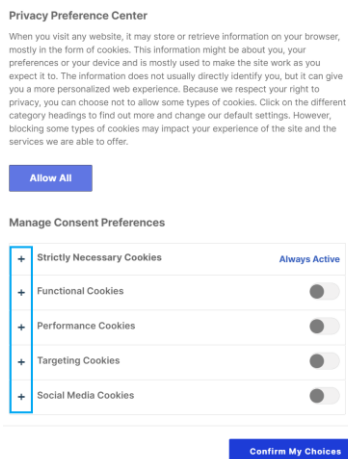 Privacy Preference Center
When you visit any website, it may store or retrieve information on your browser,
mostly in the form of cookies. This information might be about you, your
preferences or your device and is mostly used to make the site work as you
expect it to. The information does not usually directly identify you, but it can give
you a more personalized web experience. Because we respect your right to
privacy, you can choose not to allow some types of cookies. Click on the different
category headings to find out more and change our default settings. However,
blocking some types of cookies may impact your experience of the site and the
services we are able to offer.
Allow All
Manage Consent Preferences
+ Strictly Necessary Cookies Always Active
+ Functional Cookies
+ Performance Cookies
+ Targeting Cookies
+ Social Media Cookies
Confirm My Choices